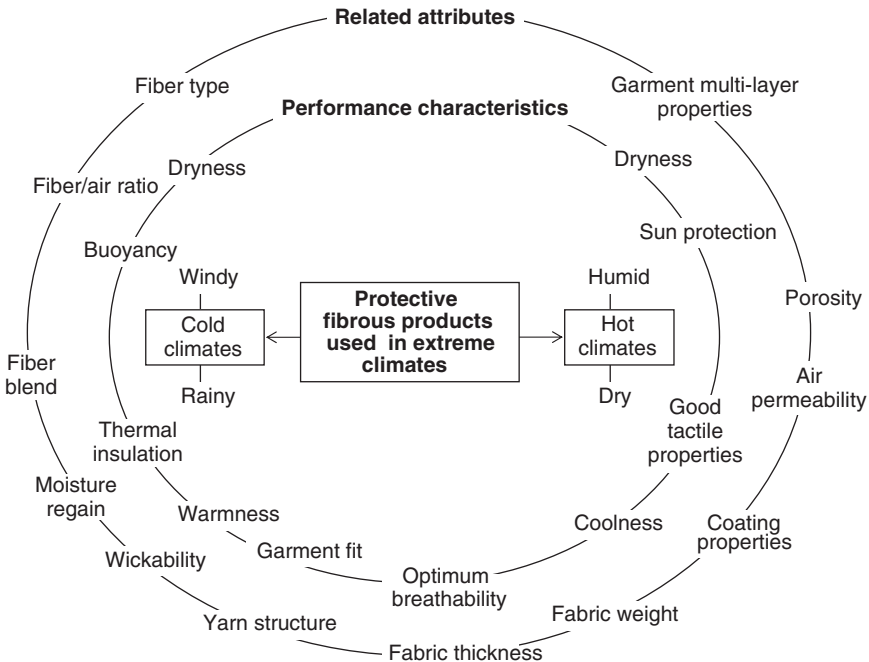 Related attributes
Fiber type
Garment multi-layer
properties
Performance characteristics
Dryness
Dryness
Fiber/air ratio
Sun protection
Buoyancy
Windy
Humid
Porosity
Protective
fibrous products
used in extreme
climates
Cold
climates
Hot
climates
Fiber
blend
Rainy
Dry
Air
permeability
Good
tactile
properties
Thermal
insulation
Moisture
regain
Warmness
Coolness
Coating
properties
Wickability
Garment fit
Optimum
breathability
Fabric weight
Yarn structure
Fabric thickness